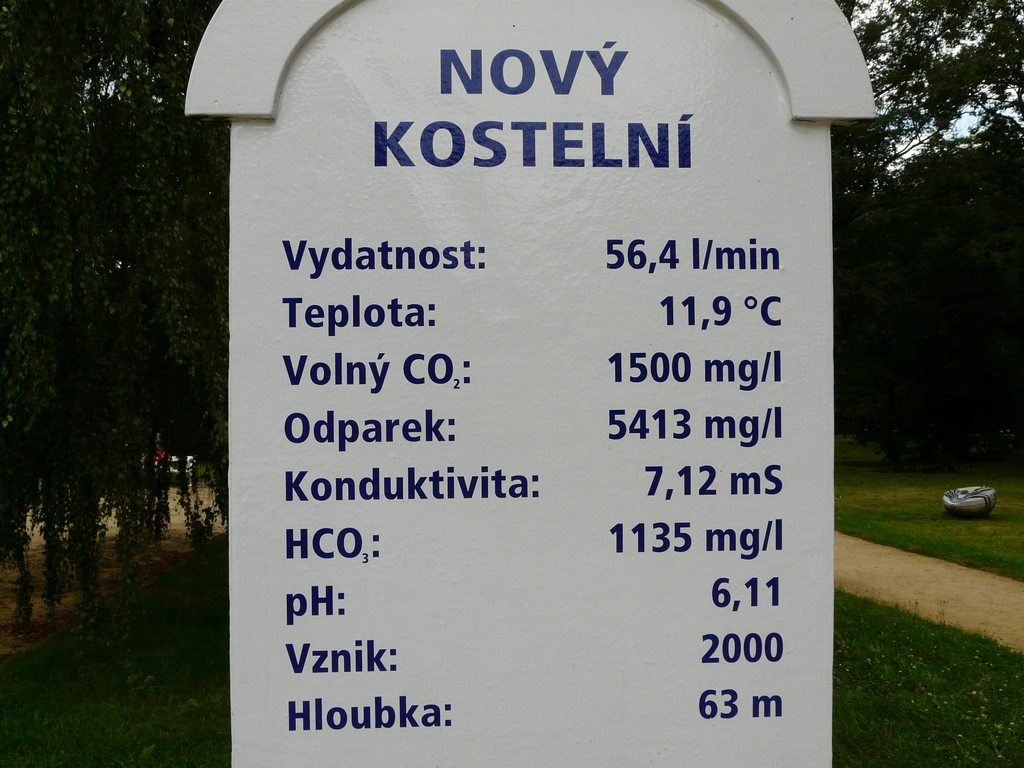 NOVÝ
KOSTELNÍ
Vydatnost: 56,4 l/min
Teplota: 11,9 °C
Volný CO₂: 1500 mg/l
Odparek: 5413 mg/l
Konduktivita: 7,12 mS
HCO₃: 1135 mg/l
pH: 6,11
Vznik: 2000
Hloubka: 63 m